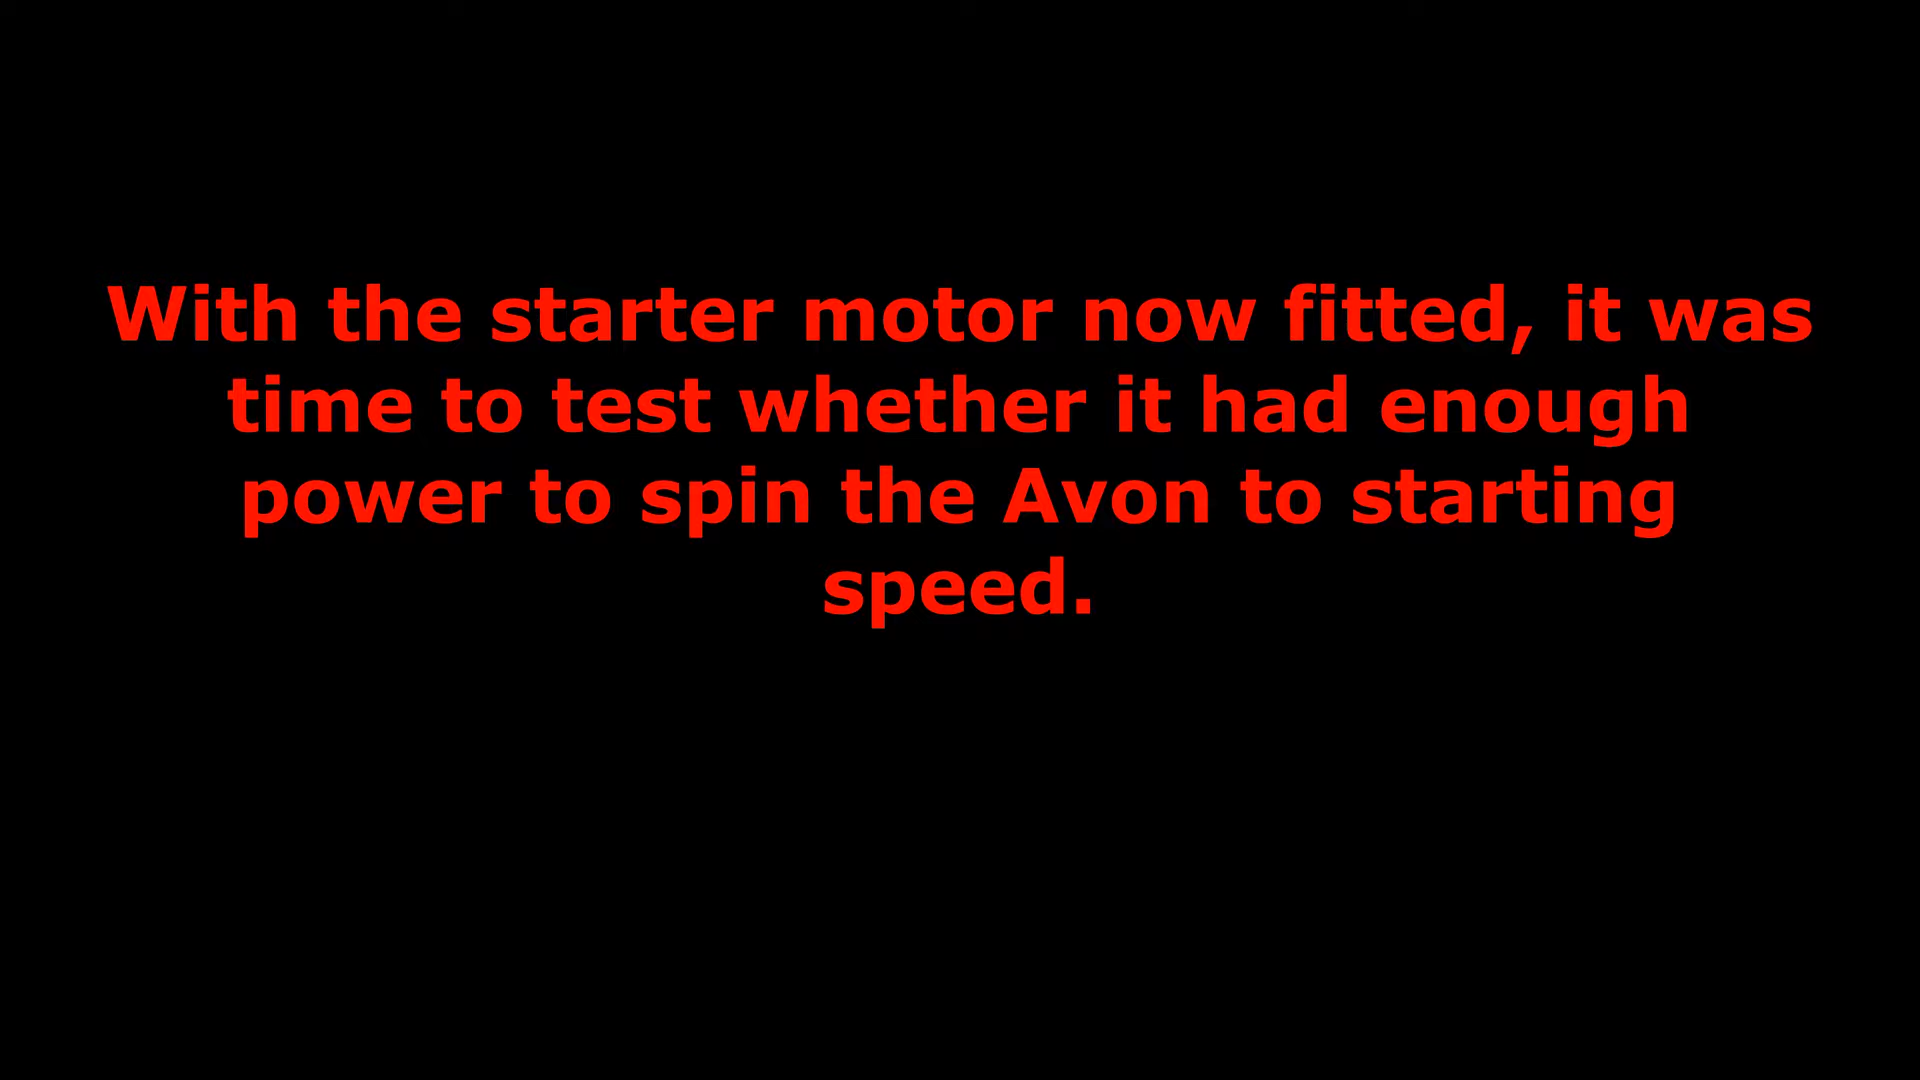 With the starter motor now fitted, it was
time to test whether it had enough
power to spin the Avon to starting
speed.